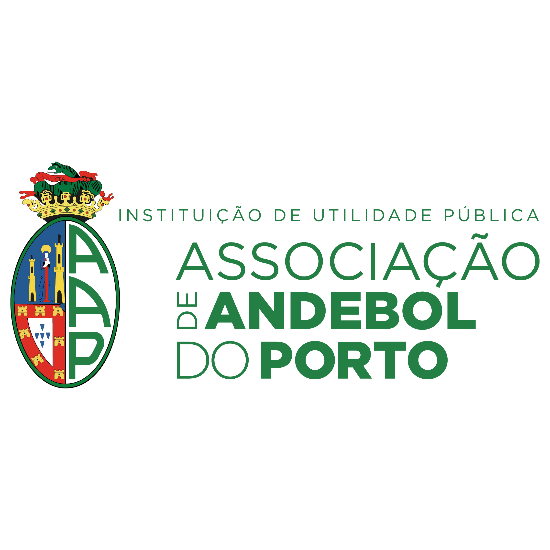 INSTITUIÇÃO DE UTILIDADE PÚBLICA
ASSOCIAÇÃO
DE ANDEBOL
DO PORTO
AAP